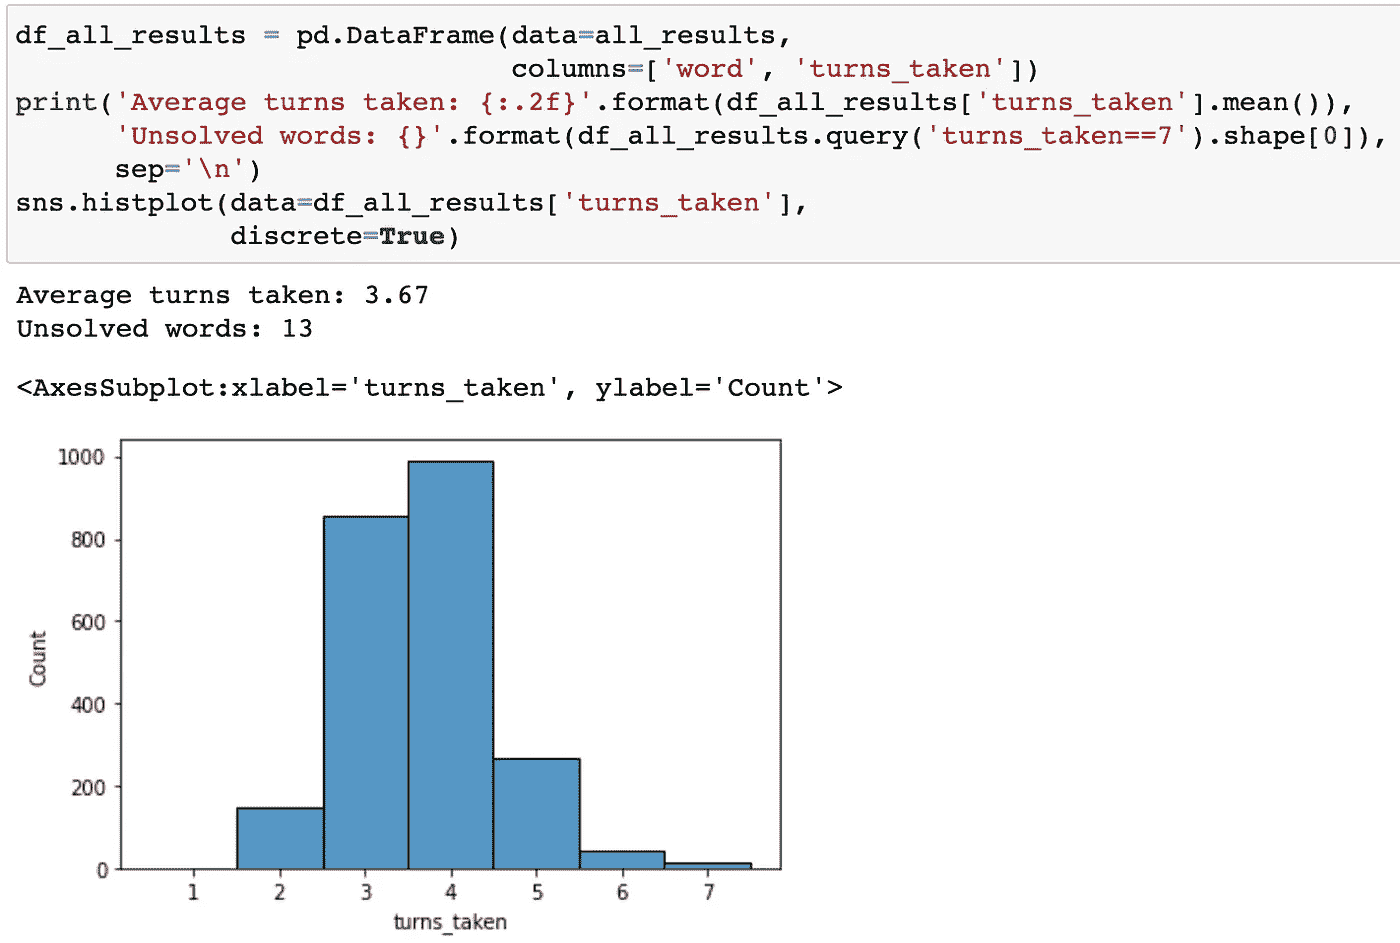 df_all_results = pd.DataFrame(data=all_results,
                              columns=['word', 'turns_taken'])
print('Average turns taken: {:.2f}'.format(df_all_results['turns_taken'].mean()),
      'Unsolved words: {}'.format(df_all_results.query('turns_taken==7').shape[0]),
      sep='\n')
sns.histplot(data=df_all_results['turns_taken'],
             discrete=True)
Average turns taken: 3.67
Unsolved words: 13
<AxesSubplot:xlabel='turns_taken', ylabel='Count'>
1000
800
600
400
200
0
Count
1 2 3 4 5 6 7
turns_taken